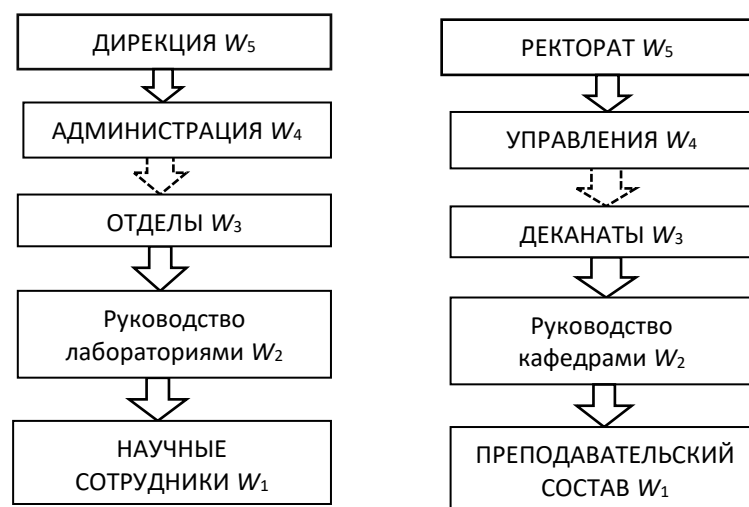 ДИРЕКЦИЯ W5
АДМИНИСТРАЦИЯ W4
ОТДЕЛЫ W3
Руководство
лабораториями W2
НАУЧНЫЕ
СОТРУДНИКИ W1
РЕКТОРАТ W5
УПРАВЛЕНИЯ W4
ДЕКАНАТЫ W3
Руководство
кафедрами W2
ПРЕПОДАВАТЕЛЬСКИЙ
СОСТАВ W1